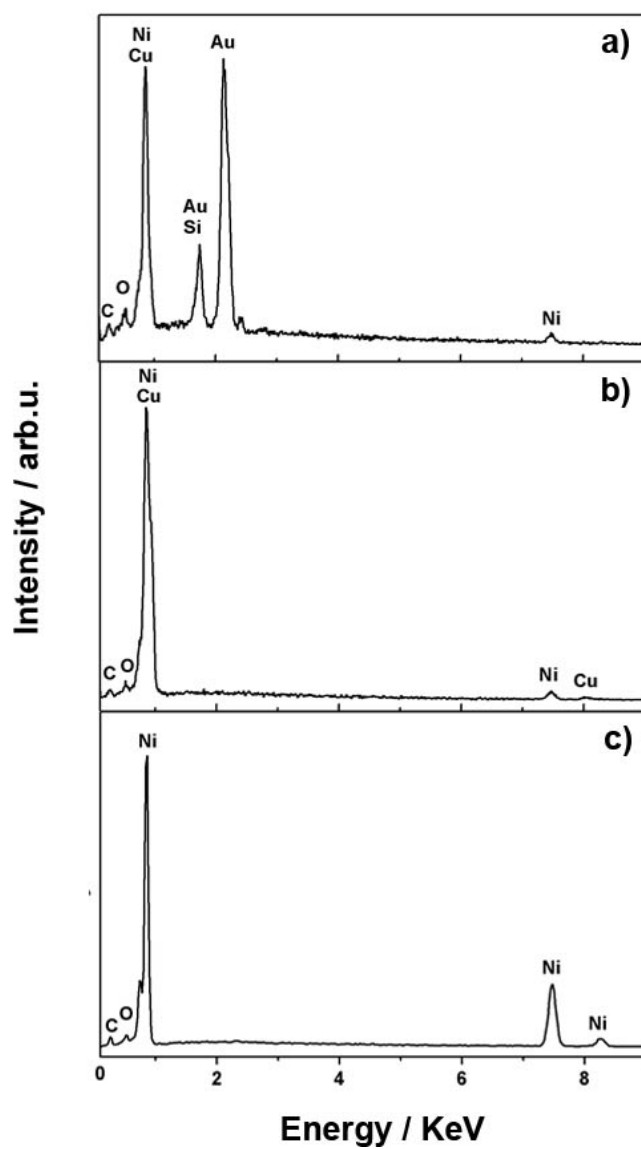 Ni
Cu
Au
a)
Au
Si
C
O
Ni
Ni
Cu
b)
C
O
Ni
Cu
Ni
c)
C
O
Ni
Ni
0
2
4
6
8
Intensity / arb.u.
Energy / KeV